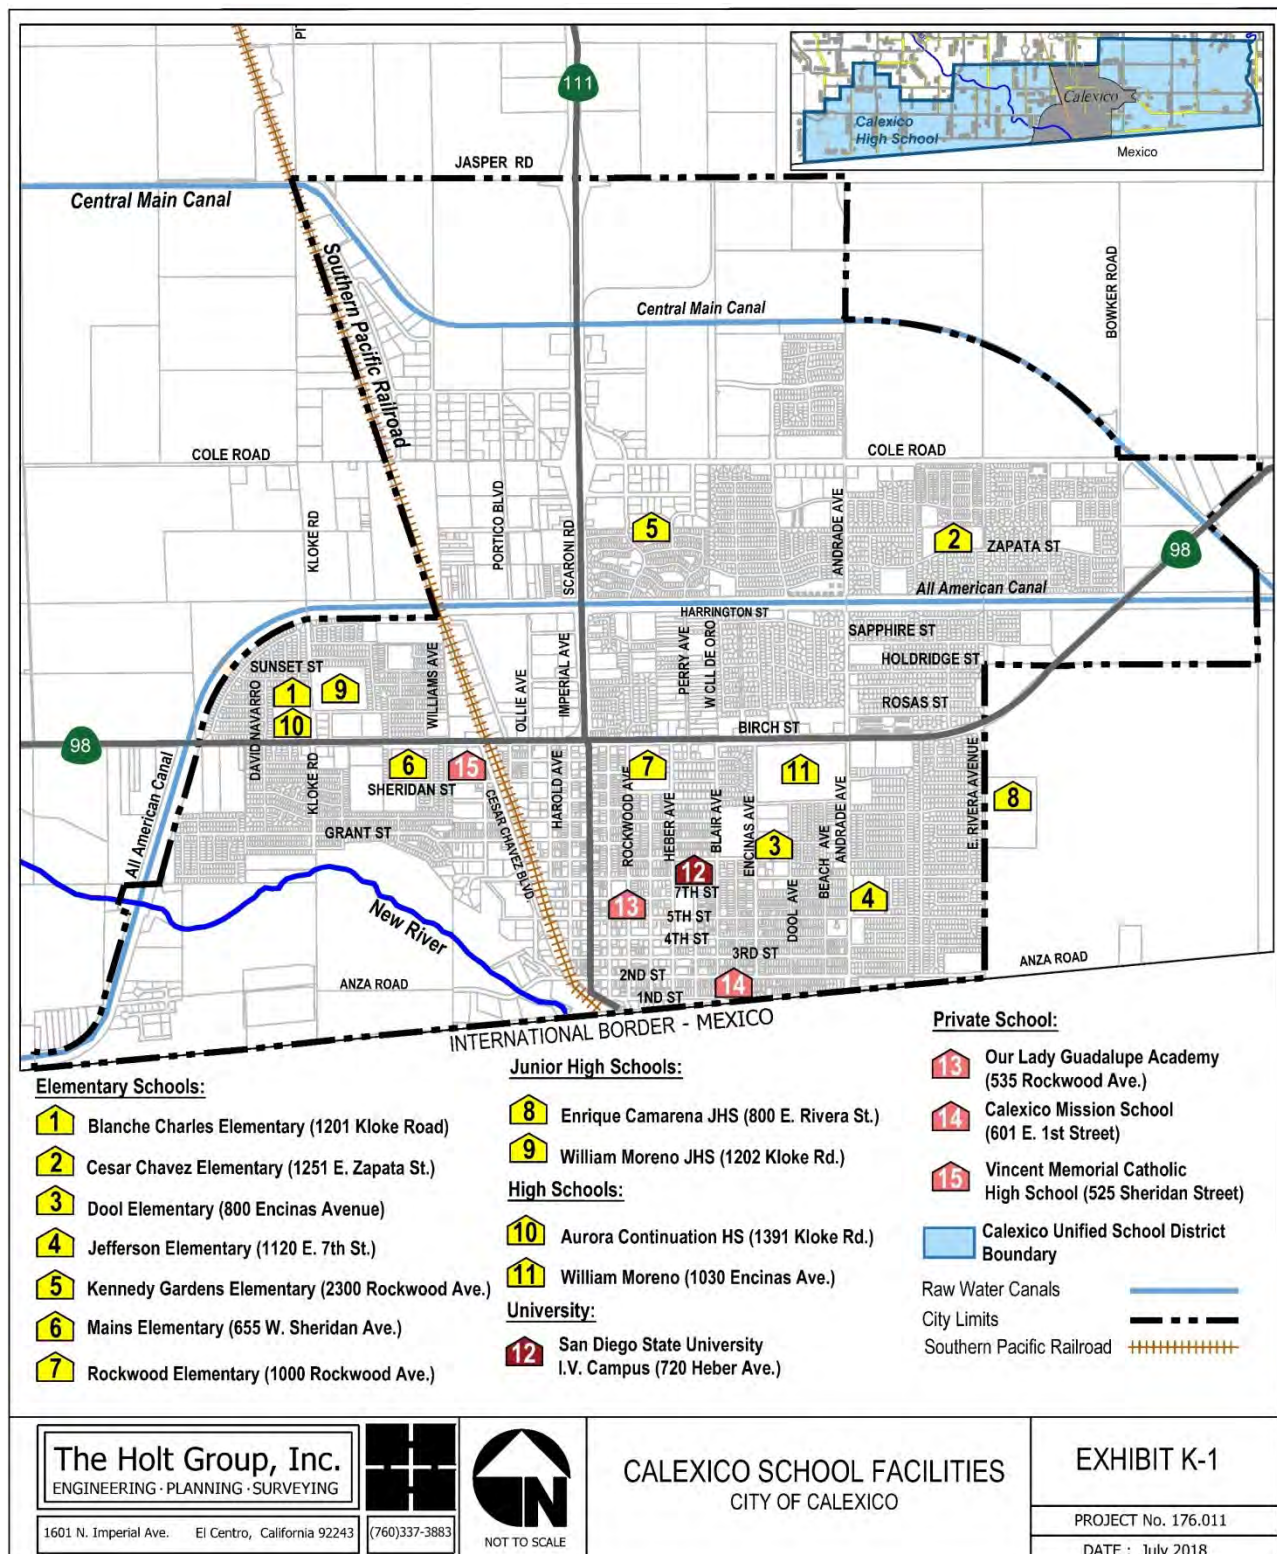 PI
111
JASPER RD
Central Main Canal
Calexico
Calexico
High School
Mexico
Southern Pacific Railroad
Central Main Canal
BOWKER ROAD
COLE ROAD
COLE ROAD
KLOKE RD
PORTICO BLVD
SCARONI RD
5
ANDRADE AVE
2
ZAPATA ST
98
All American Canal
HARRINGTON ST
SAPPHIRE ST
HOLDRIDGE ST
ROSAS ST
SUNSET ST
DAVID NAVARRO
1
9
10
WILLIAMS AVE
OLLIE AVE
IMPERIAL AVE
PERRY AVE
W CLL DE ORO
BIRCH ST
98
All American Canal
KLOKE RD
6
15
SHERIDAN ST
GRANT ST
CESAR CHAVEZ BLVD.
HAROLD AVE
ROCKWOOD AVE
7
HEBER AVE
BLAIR AVE
ENCINAS AVE
11
3
BEACH AVE
ANDRADE AVE
E. RIVERA AVENUE
8
12
7TH ST
13
5TH ST
4TH ST
DOOL AVE
4
3RD ST
New River
ANZA ROAD
2ND ST
1ND ST
14
ANZA ROAD
INTERNATIONAL BORDER - MEXICO
Elementary Schools:
1 Blanche Charles Elementary (1201 Kloke Road)
2 Cesar Chavez Elementary (1251 E. Zapata St.)
3 Dool Elementary (800 Encinas Avenue)
4 Jefferson Elementary (1120 E. 7th St.)
5 Kennedy Gardens Elementary (2300 Rockwood Ave.)
6 Mains Elementary (655 W. Sheridan Ave.)
7 Rockwood Elementary (1000 Rockwood Ave.)
Junior High Schools:
8 Enrique Camarena JHS (800 E. Rivera St.)
9 William Moreno JHS (1202 Kloke Rd.)
High Schools:
10 Aurora Continuation HS (1391 Kloke Rd.)
11 William Moreno (1030 Encinas Ave.)
University:
12 San Diego State University
I.V. Campus (720 Heber Ave.)
Private School:
13 Our Lady Guadalupe Academy
(535 Rockwood Ave.)
14 Calexico Mission School
(601 E. 1st Street)
15 Vincent Memorial Catholic
High School (525 Sheridan Street)
Calexico Unified School District
Boundary
Raw Water Canals
City Limits
Southern Pacific Railroad
The Holt Group, Inc.
ENGINEERING · PLANNING · SURVEYING
1601 N. Imperial Ave. El Centro, California 92243
(760)337-3883
N
NOT TO SCALE
CALEXICO SCHOOL FACILITIES
CITY OF CALEXICO
EXHIBIT K-1
PROJECT No. 176.011
DATE : July 2018